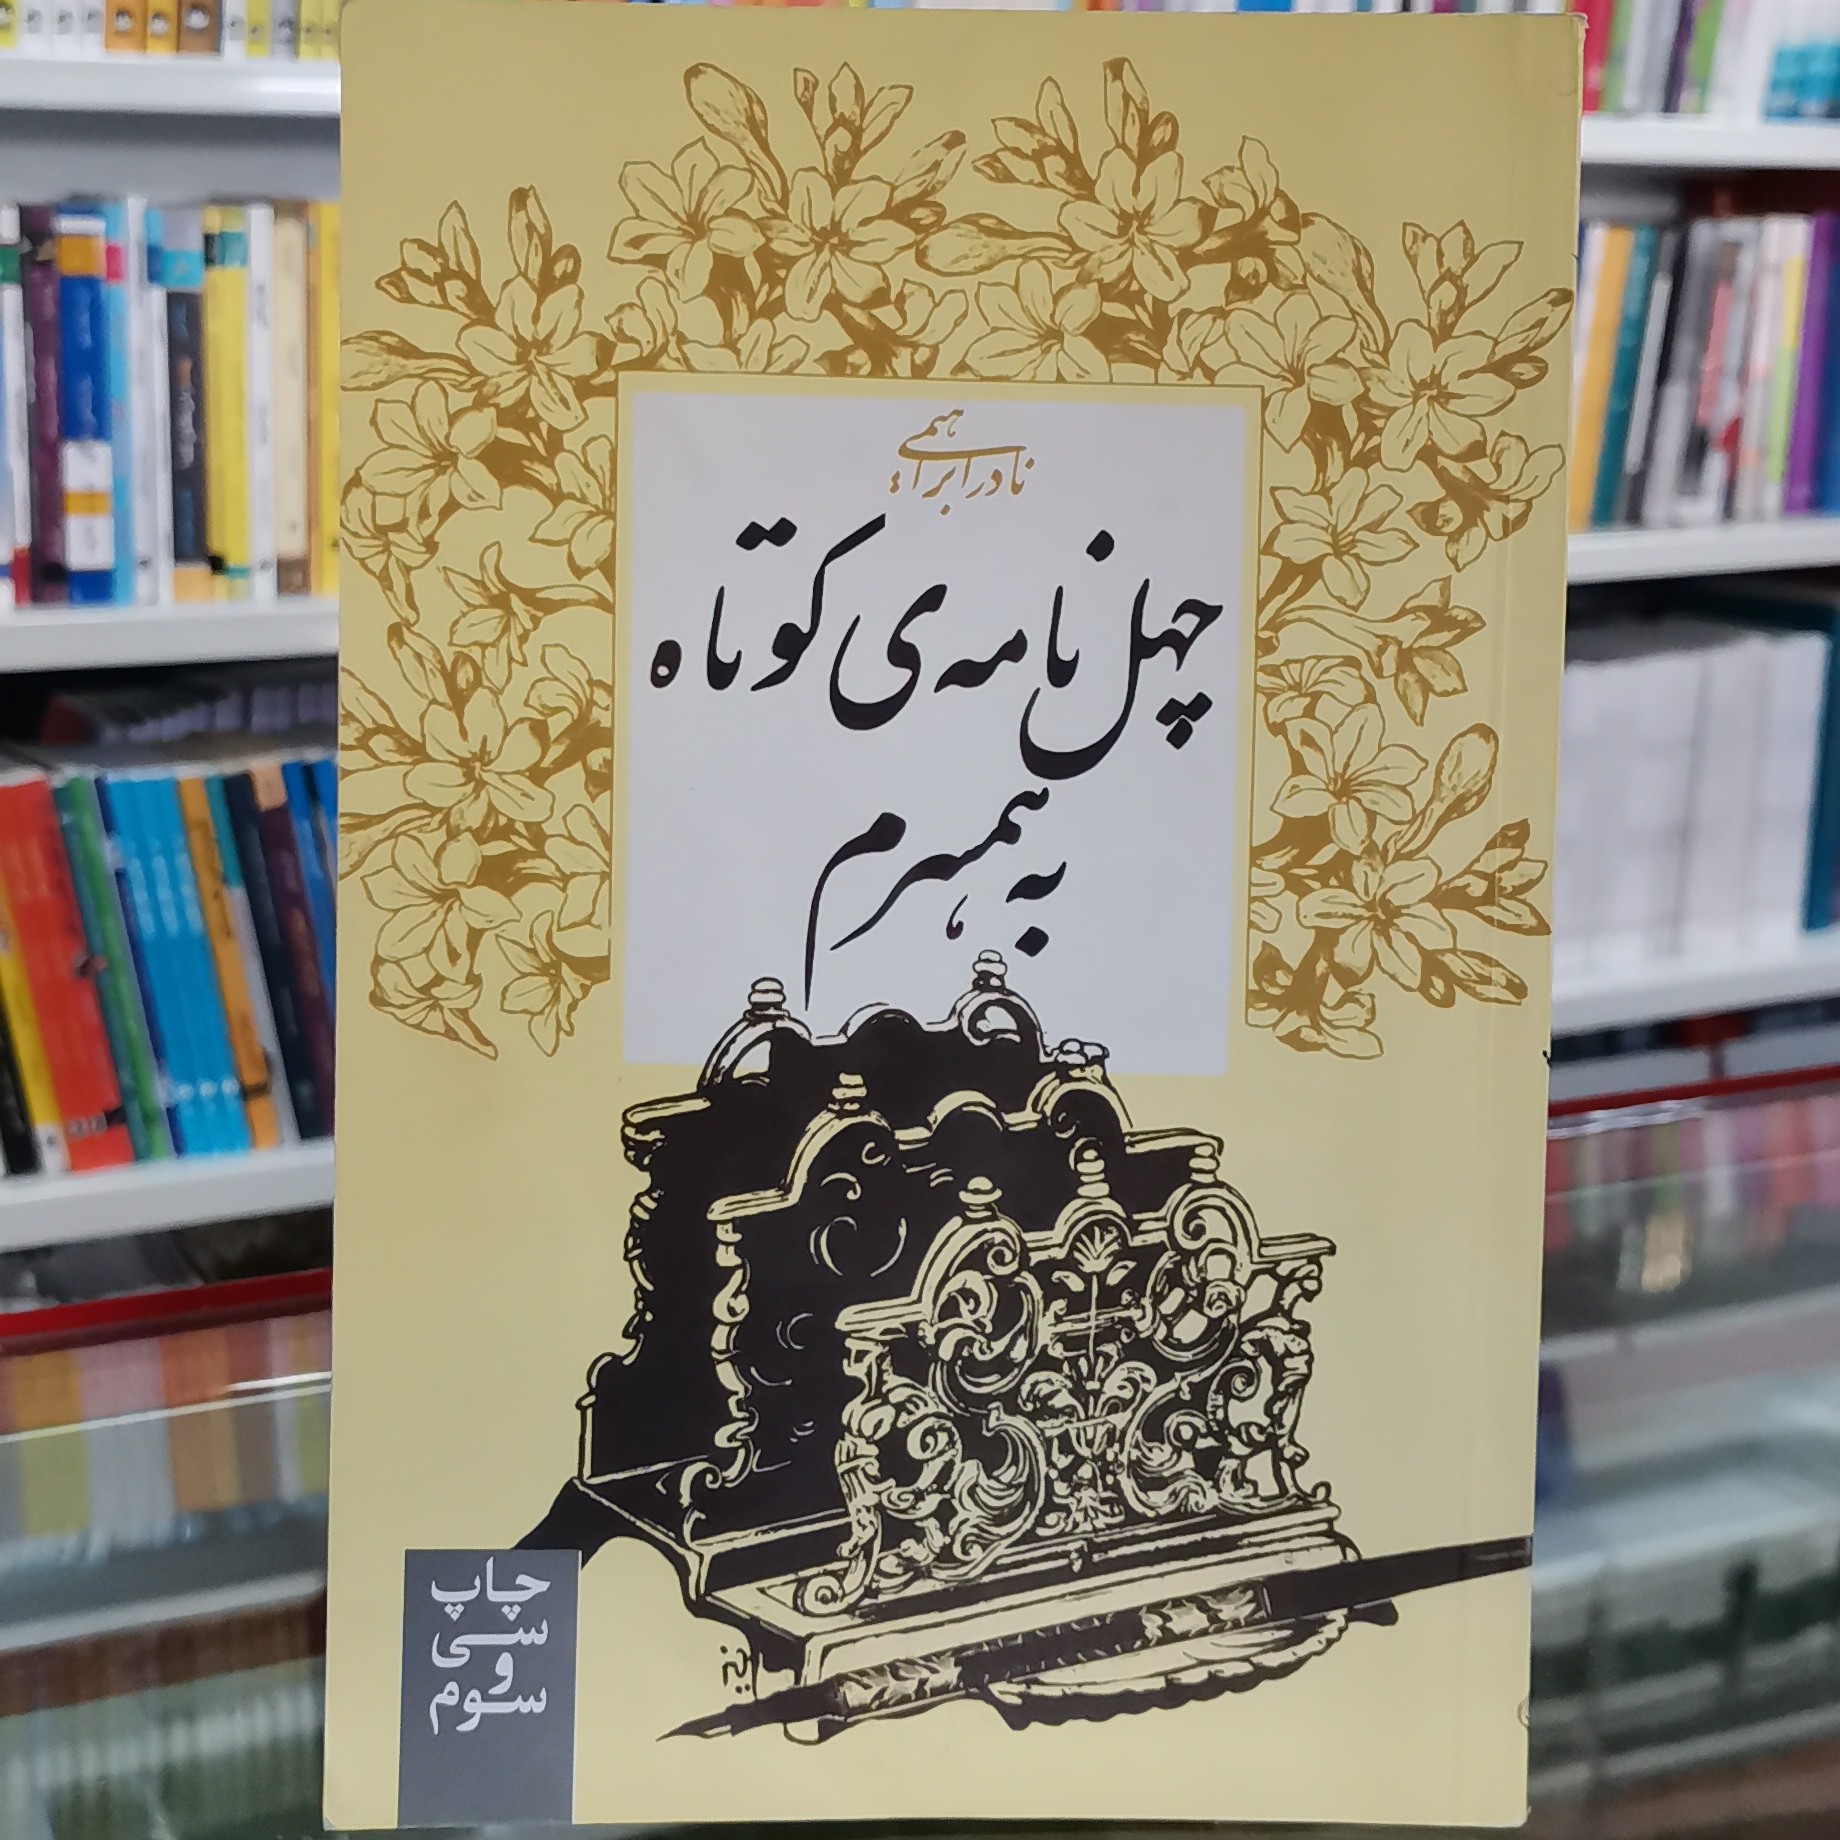 نادر ابراهیمی
چهل نامه‌ی کوتاه
به همسرم
چاپ
سی
و
سوم